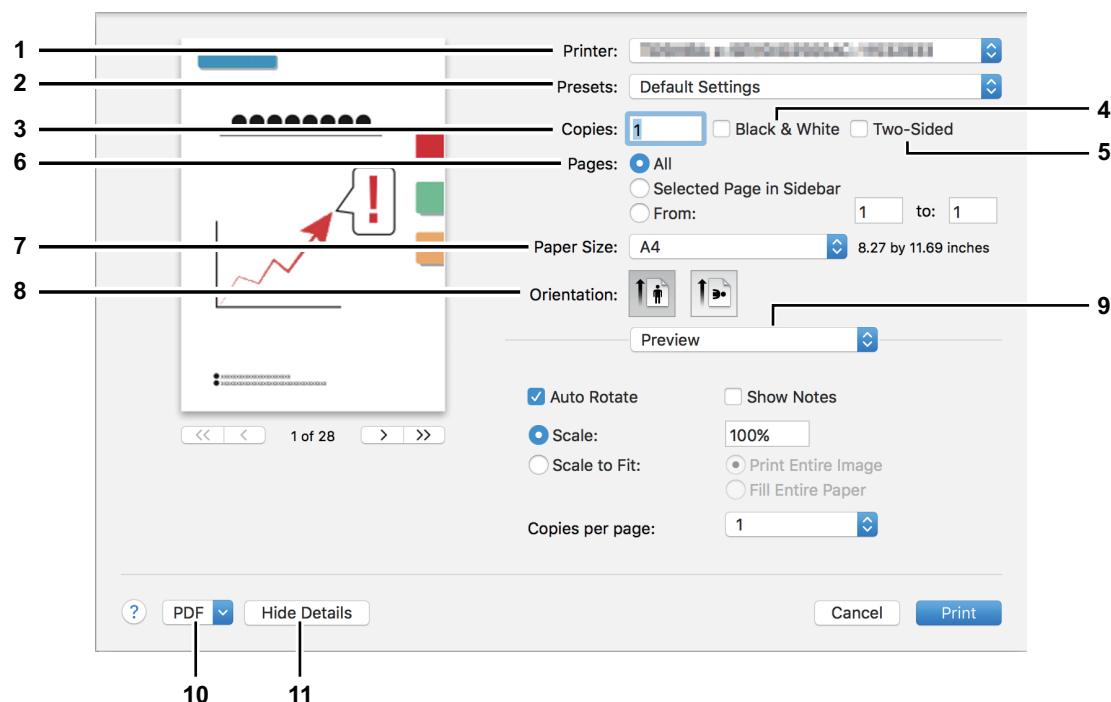 1 Printer:
2 Presets: Default Settings
3 Copies: 1 Black & White Two-Sided 4
5
6 Pages: All
Selected Page in Sidebar
From: 1 to: 1
7 Paper Size: A4 8.27 by 11.69 inches
8 Orientation:
9
Preview
Auto Rotate Show Notes
Scale: 100%
Scale to Fit: Print Entire Image
Fill Entire Paper
Copies per page: 1
<< < 1 of 28 > >>
? PDF Hide Details Cancel Print
10 11